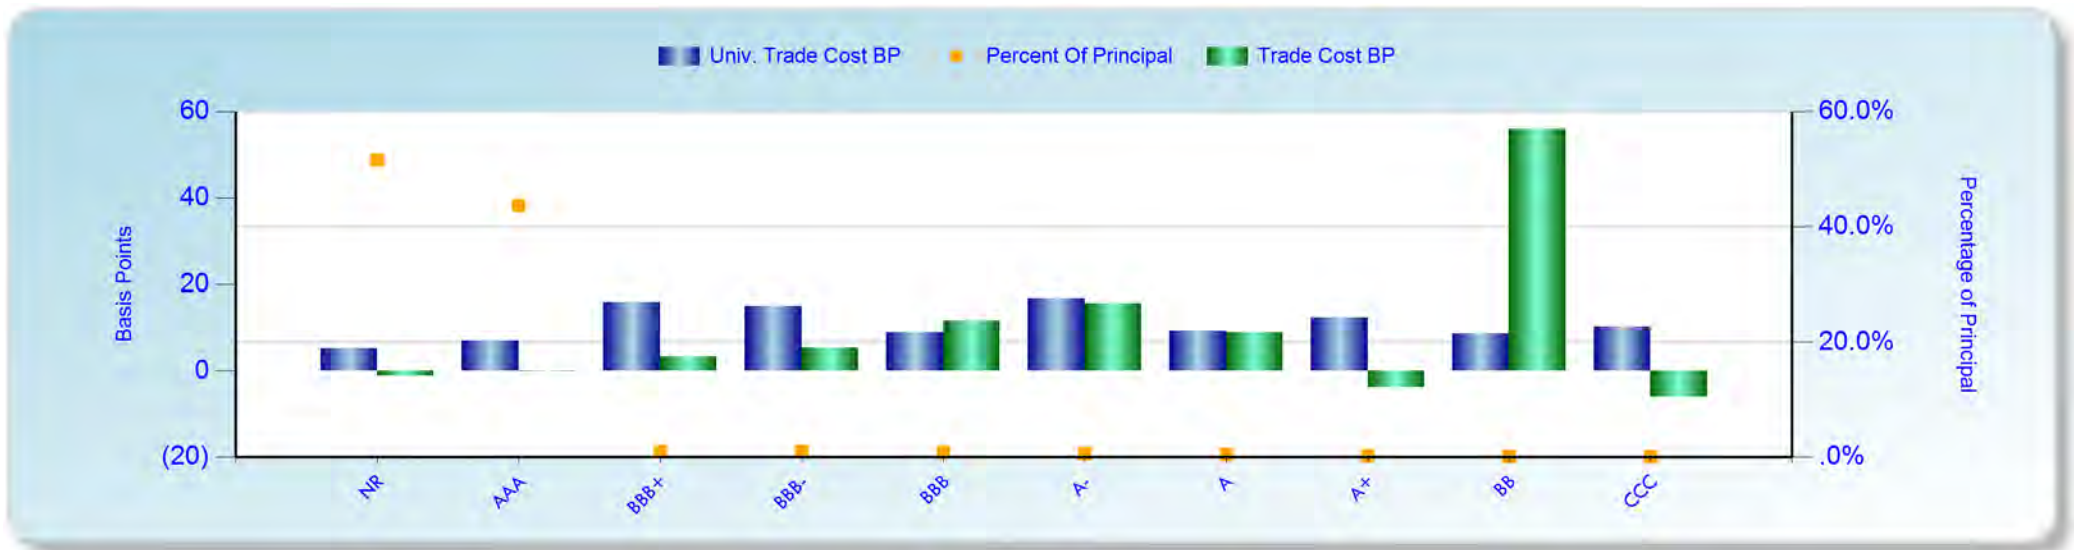 Univ. Trade Cost BP Percent Of Principal Trade Cost BP
60 60.0%
40 40.0%
20 20.0%
0
(20) .0%
Basis Points
Percentage of Principal
NR AAA BBB+ BBB- BBB A- A A+ BB CCC